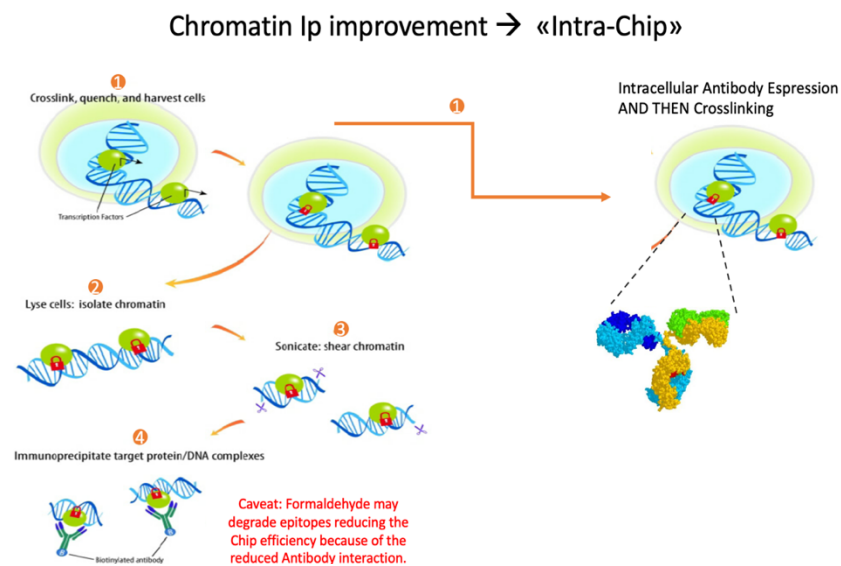 Chromatin Ip improvement → «Intra-Chip»
1
Crosslink, quench, and harvest cells
Transcription Factors
1
Intracellular Antibody Espression
AND THEN Crosslinking
2
Lyse cells: isolate chromatin
3
Sonicate: shear chromatin
4
Immunoprecipitate target protein/DNA complexes
Biotinylated antibody
Caveat: Formaldehyde may
degrade epitopes reducing the
Chip efficiency because of the
reduced Antibody interaction.